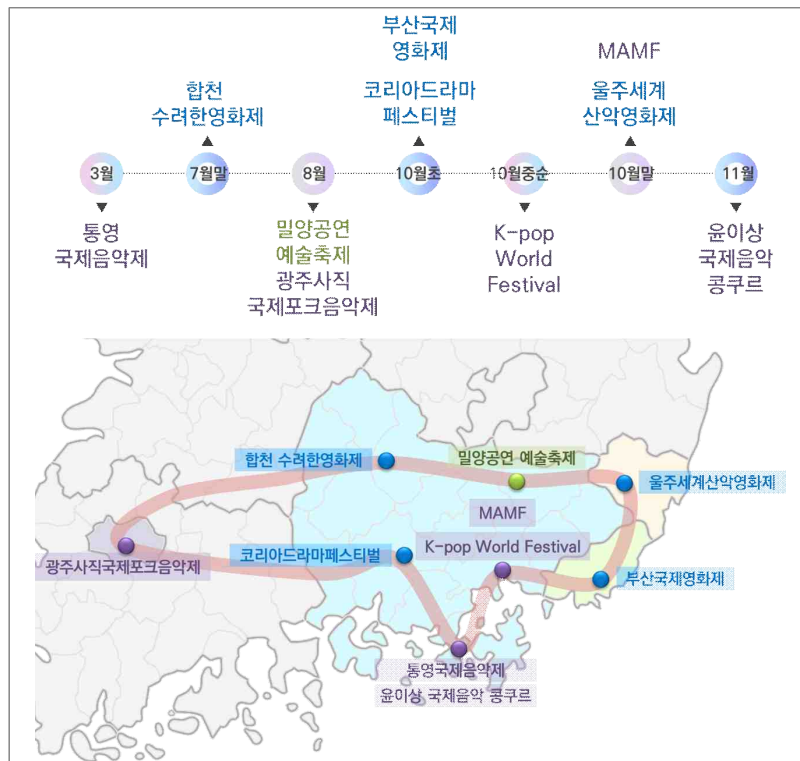 부산국제
영화제
MAMF
합천
수려한영화제
코리아드라마
페스티벌
울주세계
산악영화제
3월
7월말
8월
10월초
10월중순
10월말
11월
통영
국제음악제
밀양공연
예술축제
광주사직
국제포크음악제
K-pop
World
Festival
윤이상
국제음악
콩쿠르
합천 수려한영화제
밀양공연 예술축제
울주세계산악영화제
MAMF
K-pop World Festival
코리아드라마페스티벌
광주사직국제포크음악제
부산국제영화제
통영국제음악제
윤이상 국제음악 콩쿠르